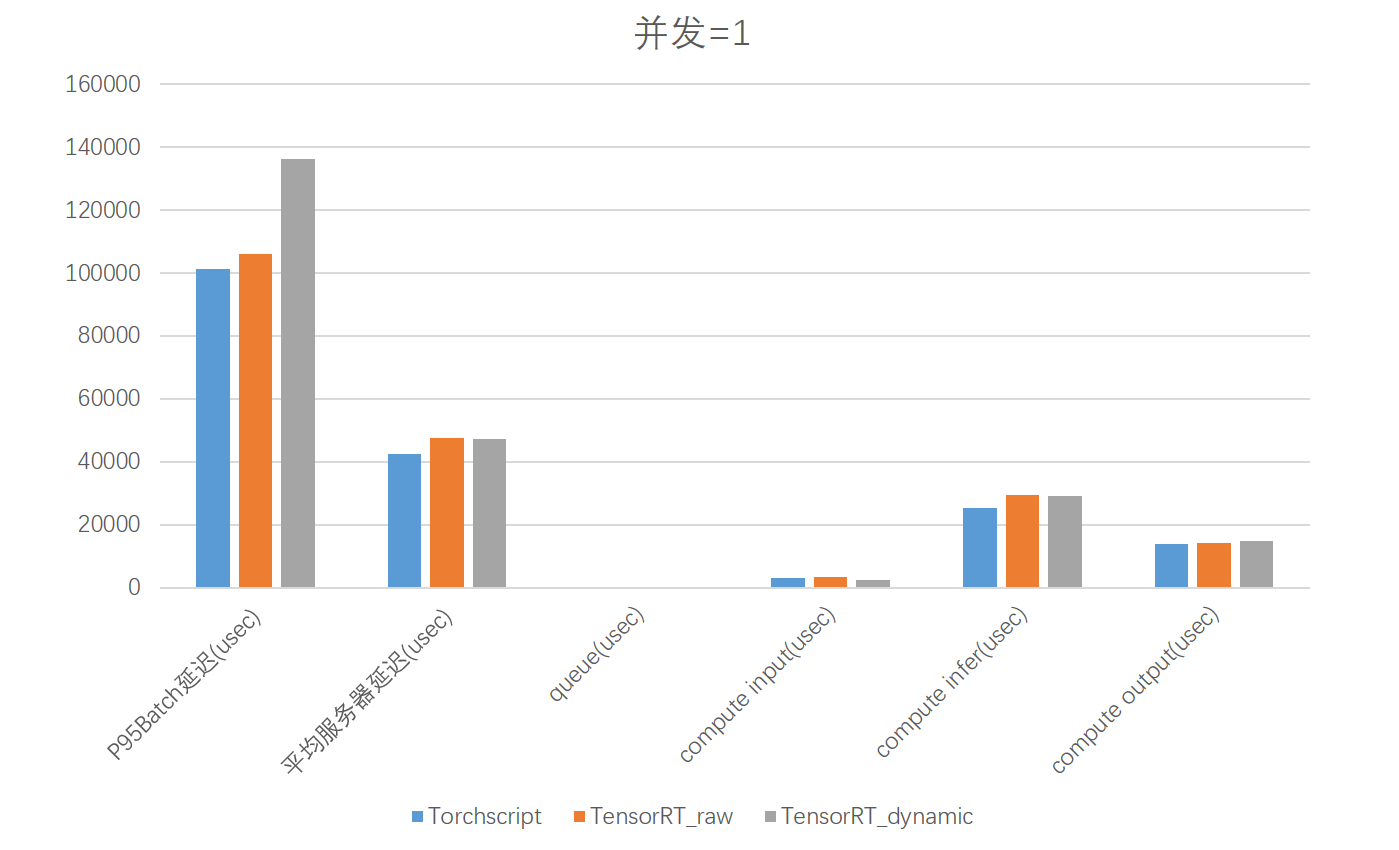 并发=1
160000
140000
120000
100000
80000
60000
40000
20000
0
P95Batch延迟(usec)
平均服务器延迟(usec)
queue(usec)
compute input(usec)
compute infer(usec)
compute output(usec)
Torchscript
TensorRT_raw
TensorRT_dynamic